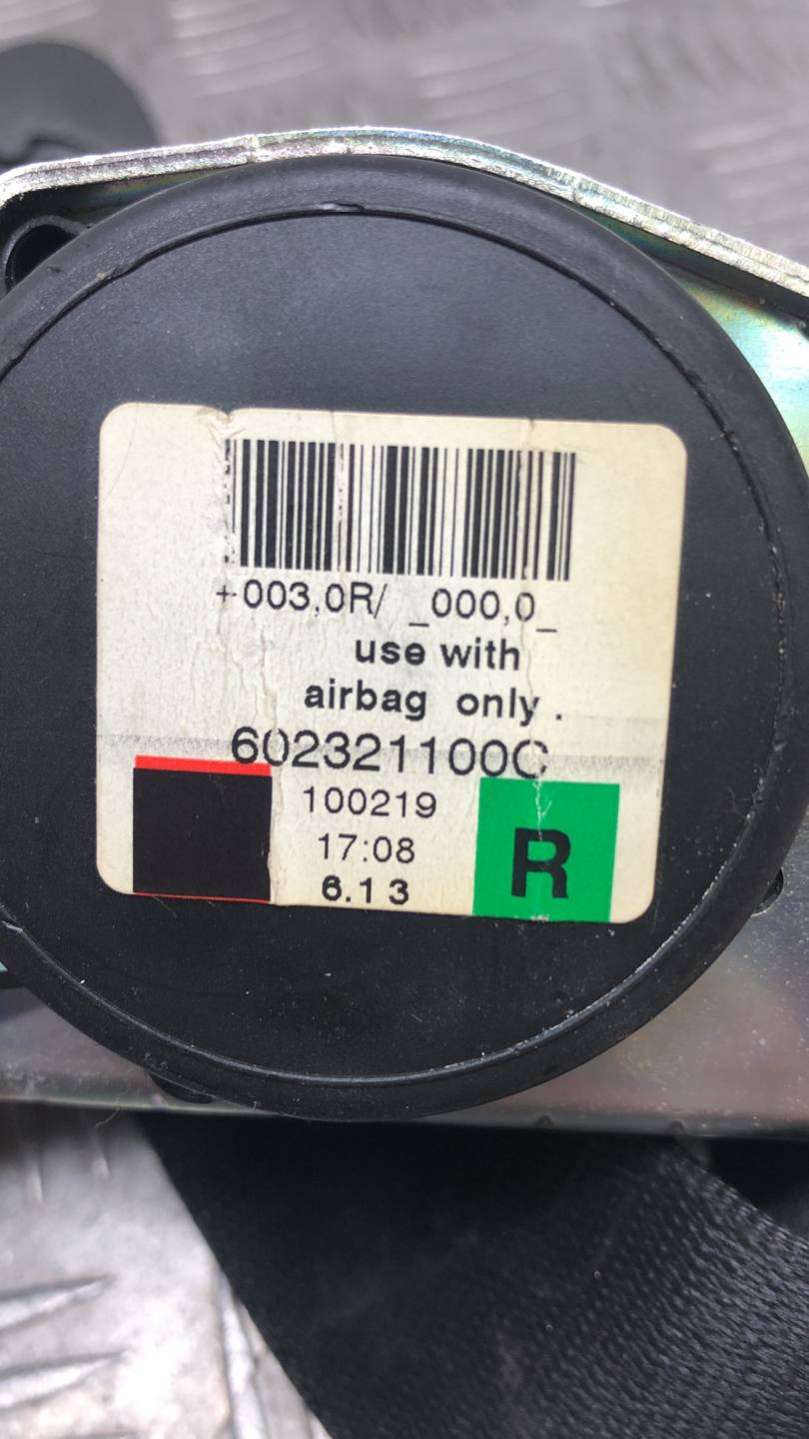 +003,0R/ _000,0_
use with
airbag only .
602321100C
100219
17:08
6.13
R